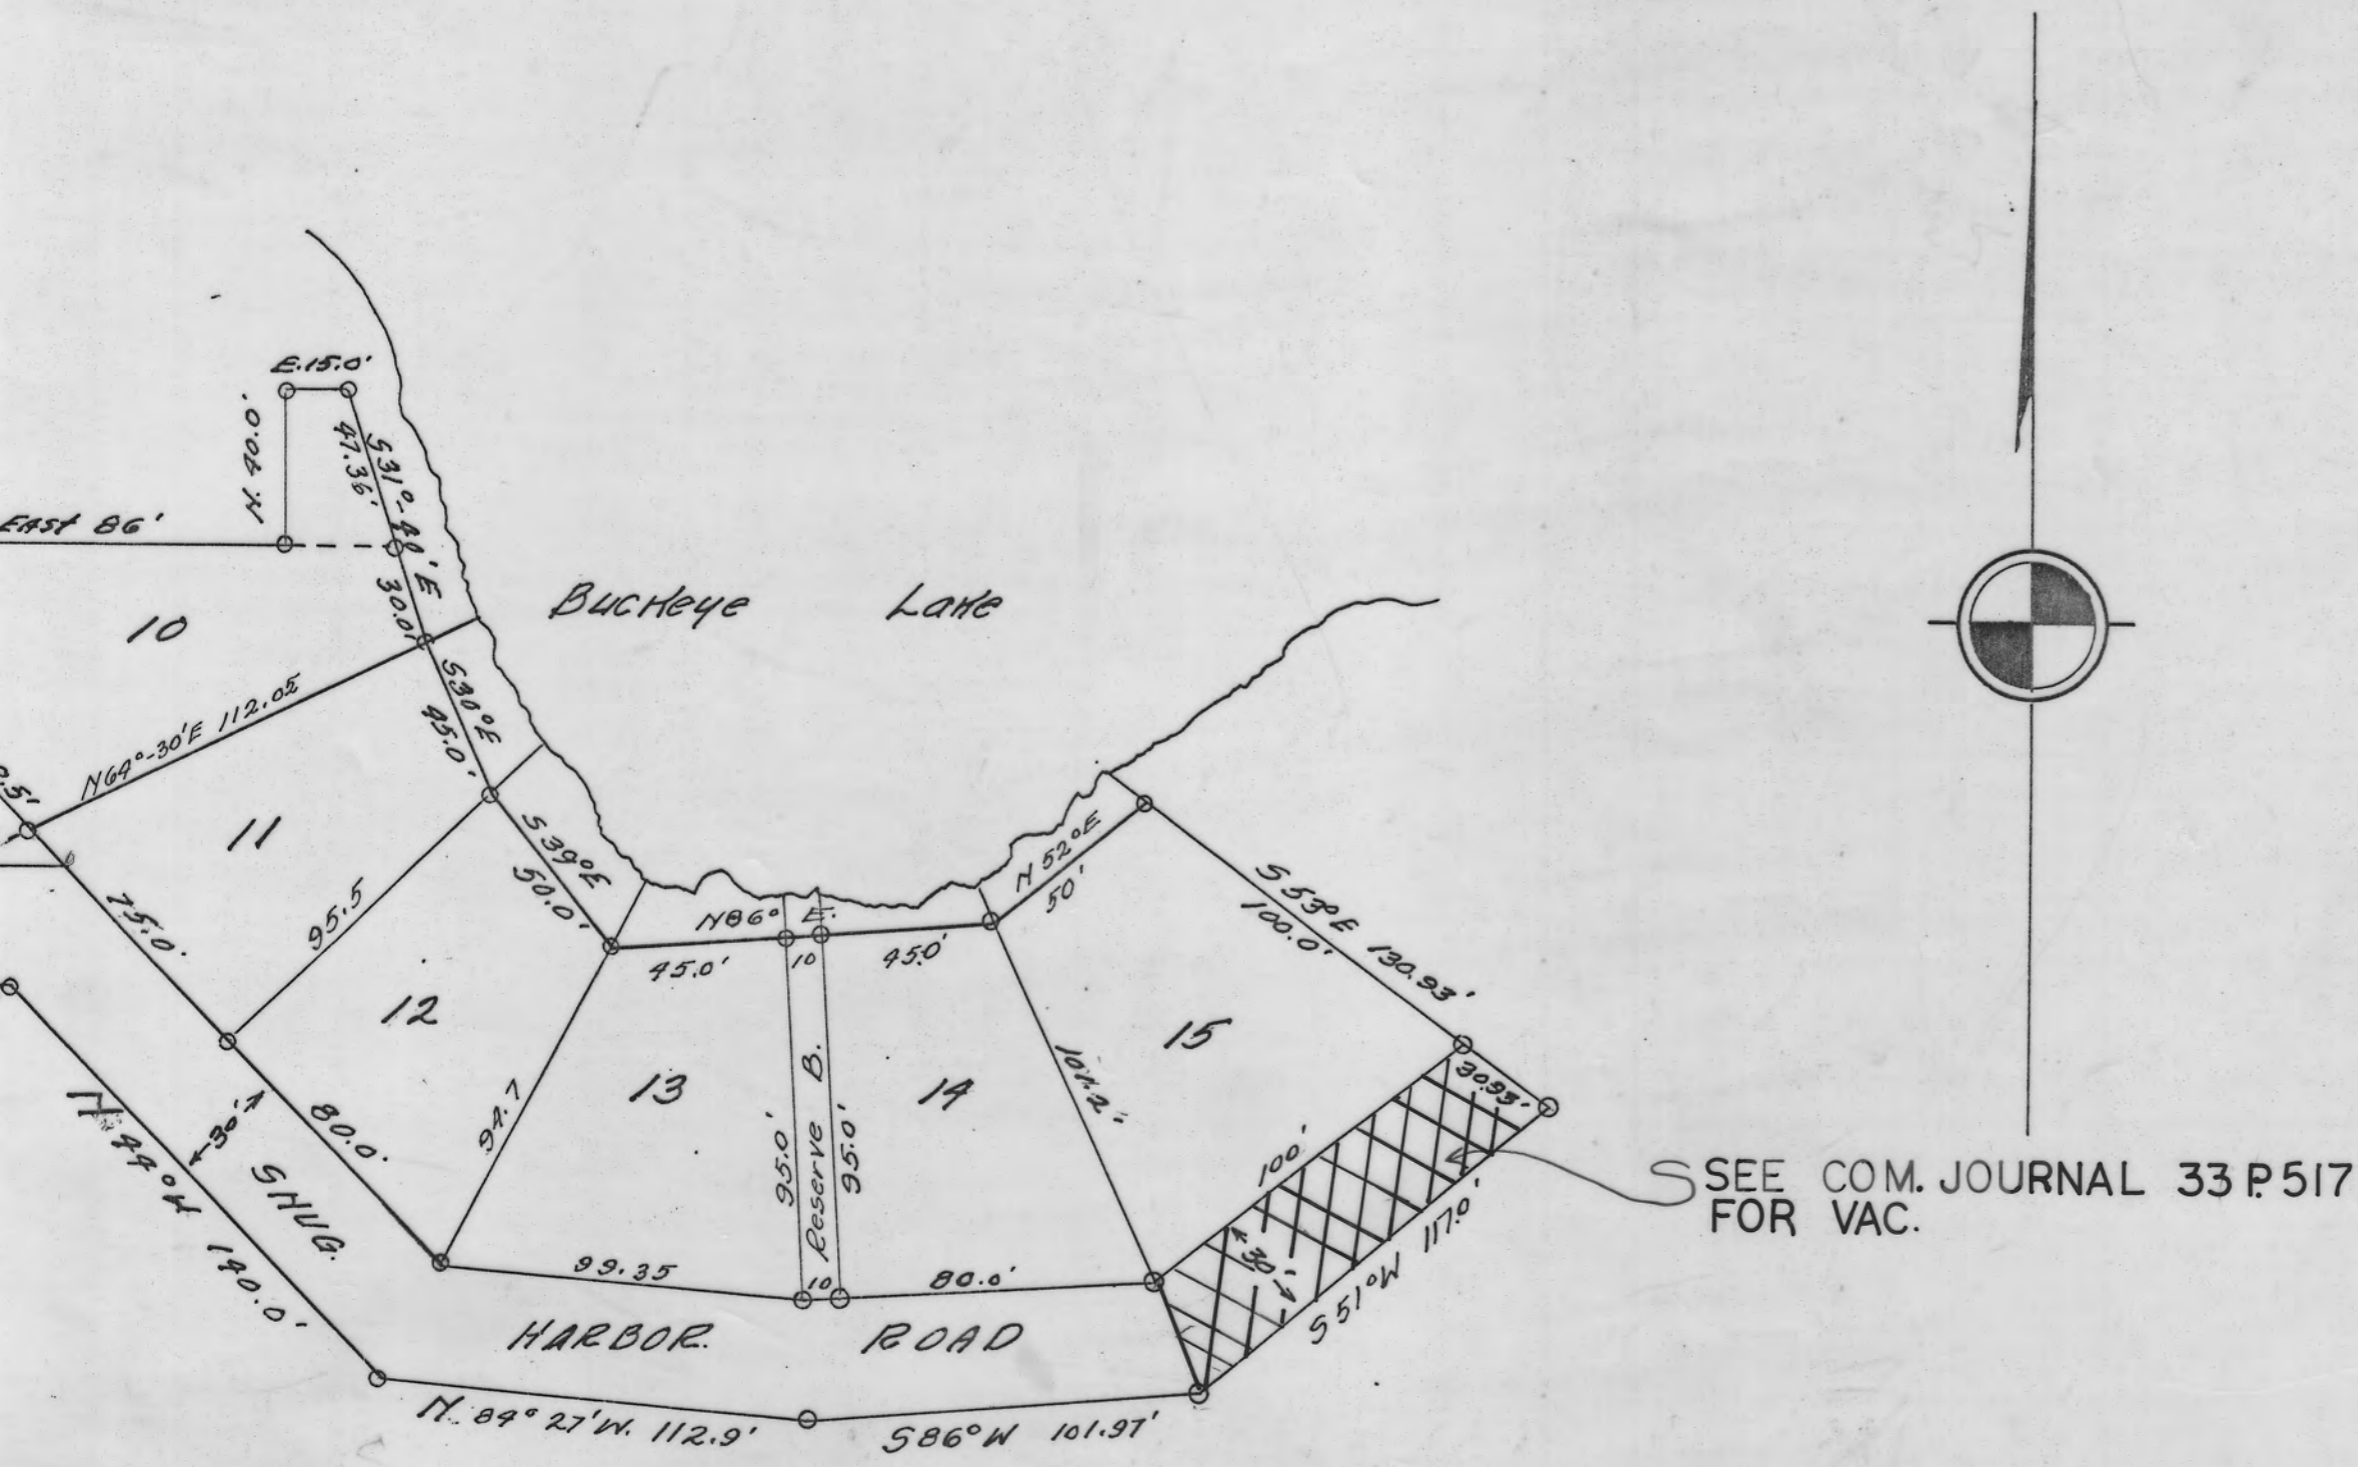 E.15.0'
N. 40.0'
S31°-40'E
47.36'
EAST 86'
30.0'
10
Buckeye Lake
N64°-30'E 112.05
S30°E
45.0'
11
S39°E
50.0'
N52°E
50'
S53°E 130.93'
100.0'
75.0'
95.5
N86° E.
45.0'
10
45.0'
12
13
14
15
94.7
95.0'
Reserve B.
95.0'
101.2'
30.93'
100'
30'
80.0'
N. 44°W 140.0'
SNUG.
HARBOR. ROAD
99.35
10
80.0'
30'
S51°W 117.0'
N. 84°27'W. 112.9'
S86°W 101.97'
SEE COM. JOURNAL 33 P. 517
FOR VAC.